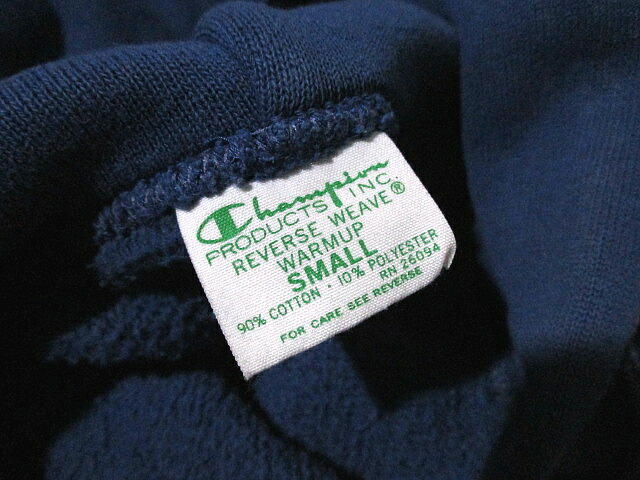 Champion
PRODUCTS INC.
REVERSE WEAVE®
WARMUP
SMALL
90% COTTON · 10% POLYESTER
RN 26094
FOR CARE SEE REVERSE